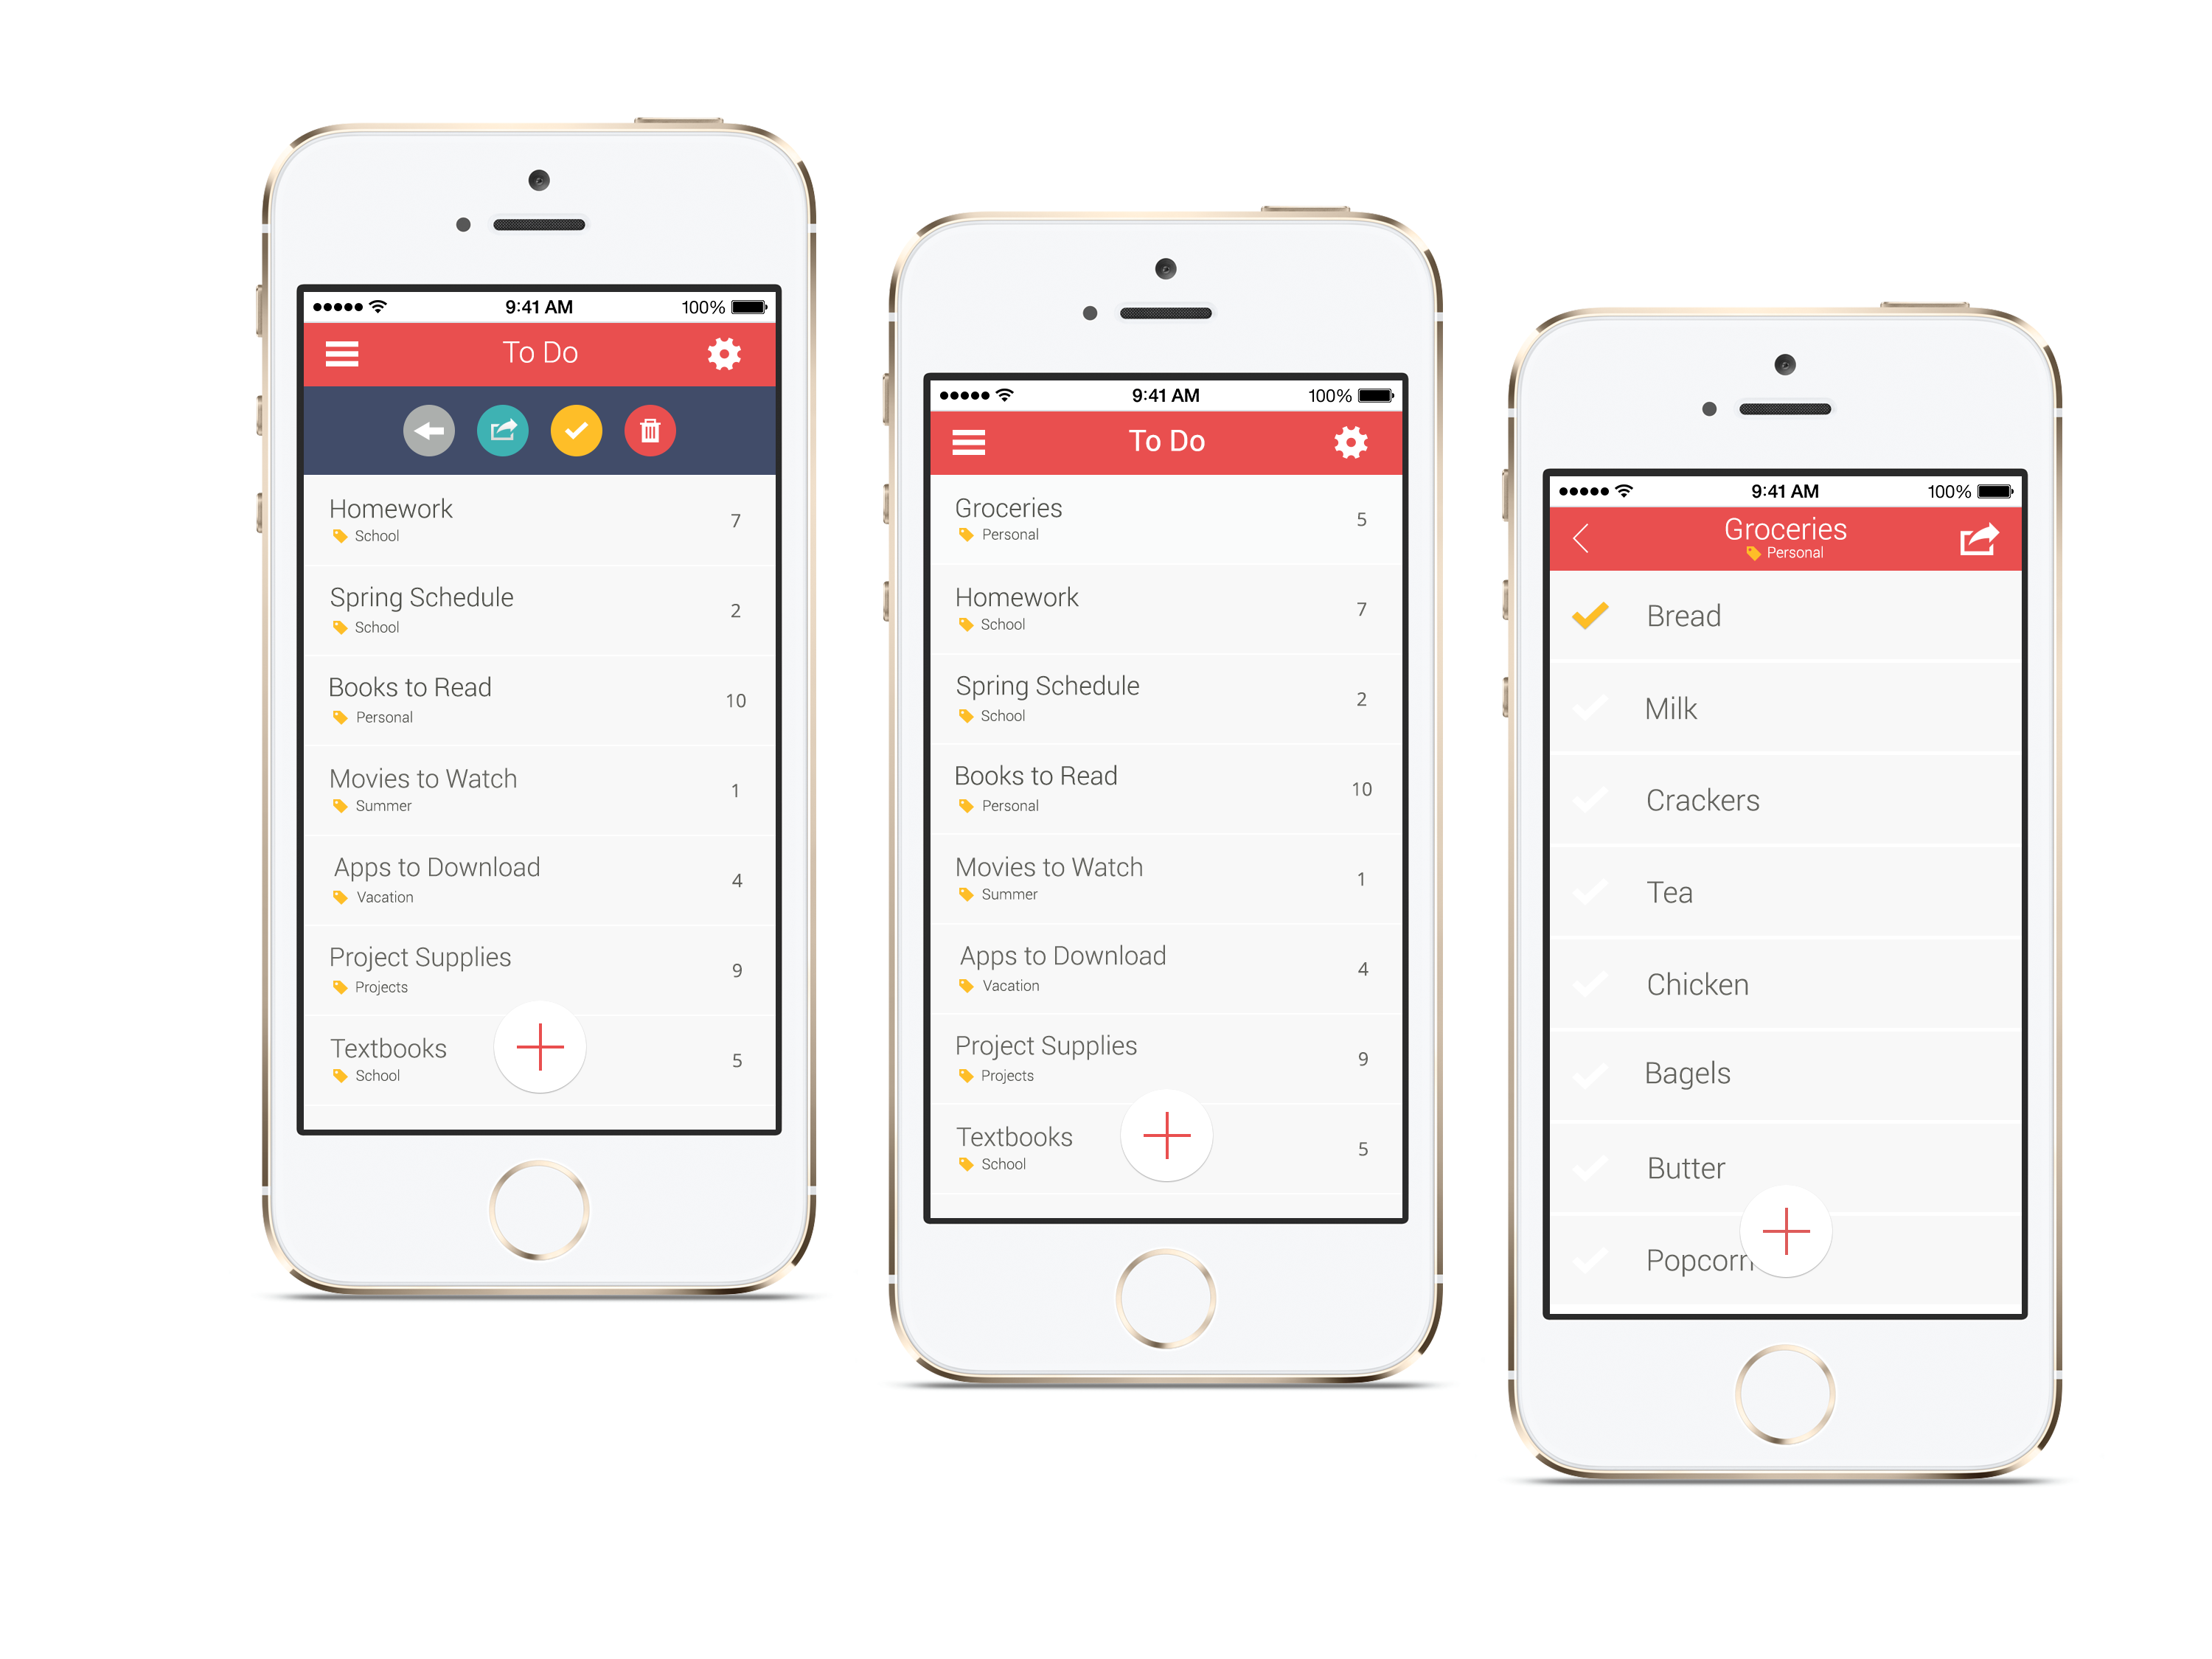 9:41 AM 100%
To Do
Homework 7
School
Spring Schedule 2
School
Books to Read 10
Personal
Movies to Watch 1
Summer
Apps to Download 4
Vacation
Project Supplies 9
Projects
Textbooks 5
School
9:41 AM 100%
To Do
Groceries 5
Personal
Homework 7
School
Spring Schedule 2
School
Books to Read 10
Personal
Movies to Watch 1
Summer
Apps to Download 4
Vacation
Project Supplies 9
Projects
Textbooks 5
School
9:41 AM 100%
Groceries
Personal
Bread
Milk
Crackers
Tea
Chicken
Bagels
Butter
Popcorn